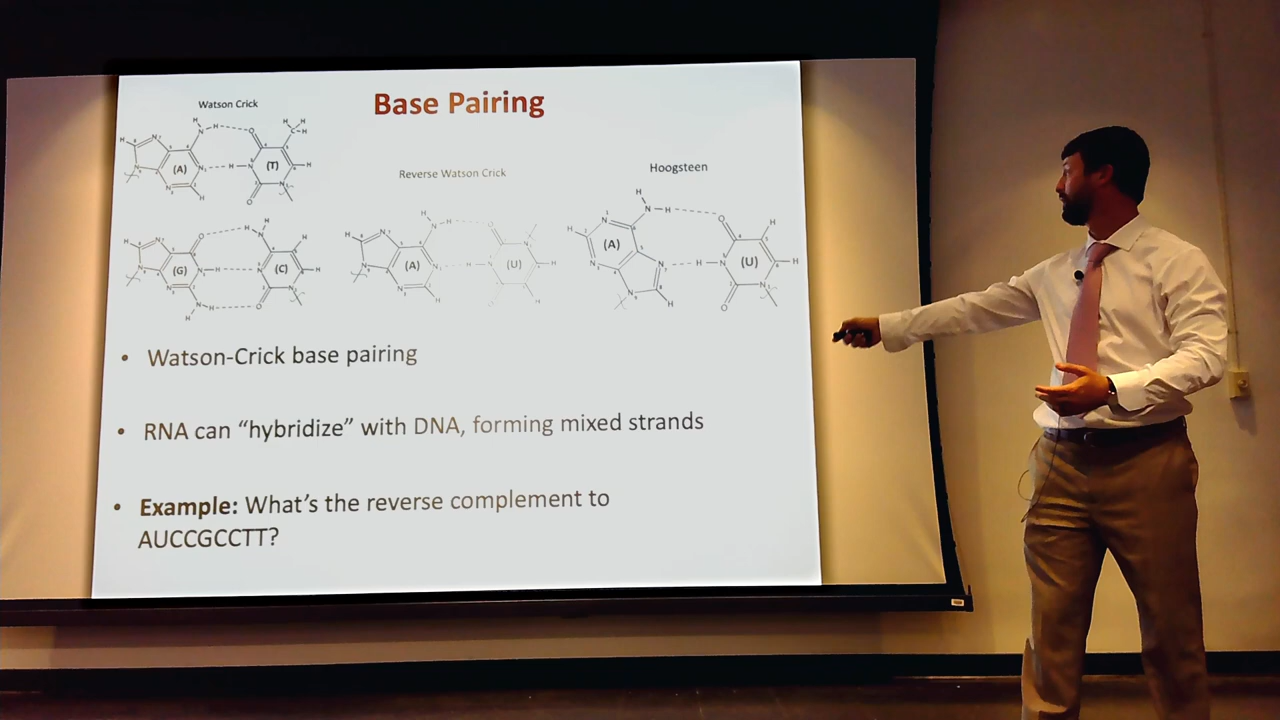 Base Pairing
Watson Crick
(A)
(T)
(G)
(C)
Reverse Watson Crick
(A)
(U)
Hoogsteen
(A)
(U)
• Watson-Crick base pairing
• RNA can “hybridize” with DNA, forming mixed strands
• Example: What’s the reverse complement to
AUCCGCCTT?